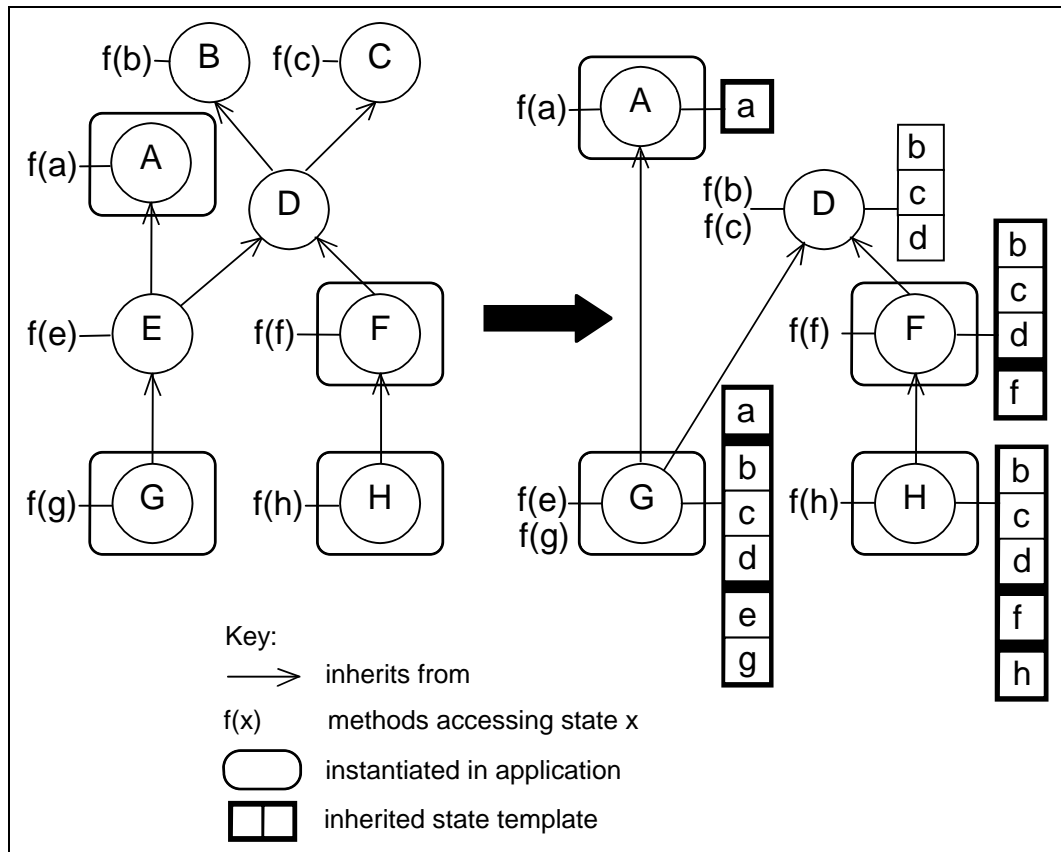 f(b) B f(c) C
f(a) A
D
f(e) E f(f) F
f(g) G f(h) H
f(a) A a
f(b) f(c) D b c d
f(f) F b c d f
f(e) f(g) G a b c d e g
f(h) H b c d f h
Key:
inherits from
f(x) methods accessing state x
instantiated in application
inherited state template